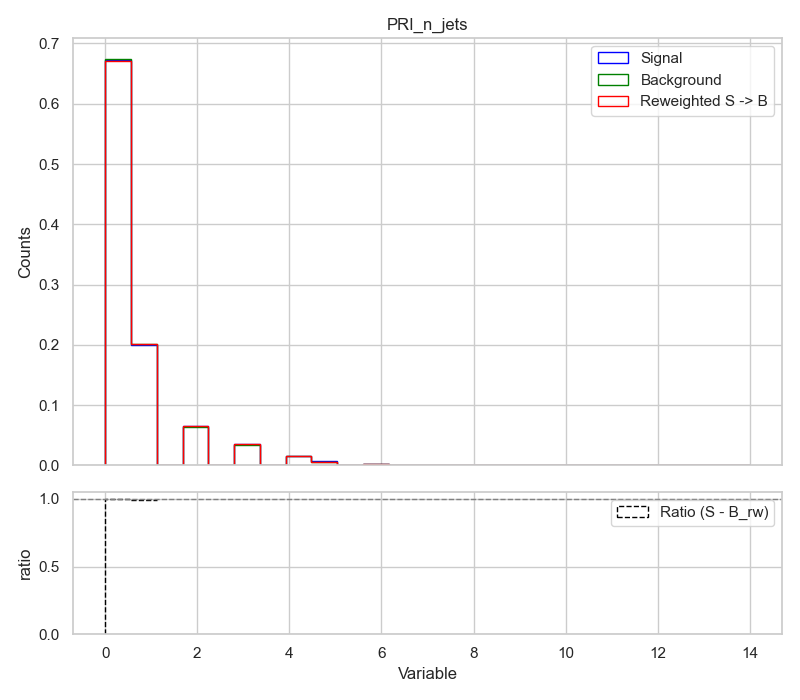 PRI_n_jets
0.7
0.6
0.5
0.4
0.3
0.2
0.1
0.0
Counts
Signal
Background
Reweighted S -> B
1.0
0.5
0.0
ratio
Ratio (S - B_rw)
0 2 4 6 8 10 12 14
Variable